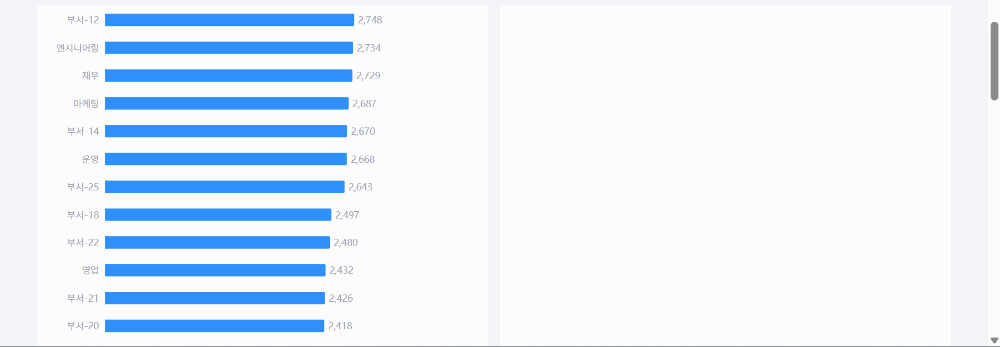 부서-12 2,748
엔지니어링 2,734
재무 2,729
마케팅 2,687
부서-14 2,670
운영 2,668
부서-25 2,643
부서-18 2,497
부서-22 2,480
영업 2,432
부서-21 2,426
부서-20 2,418